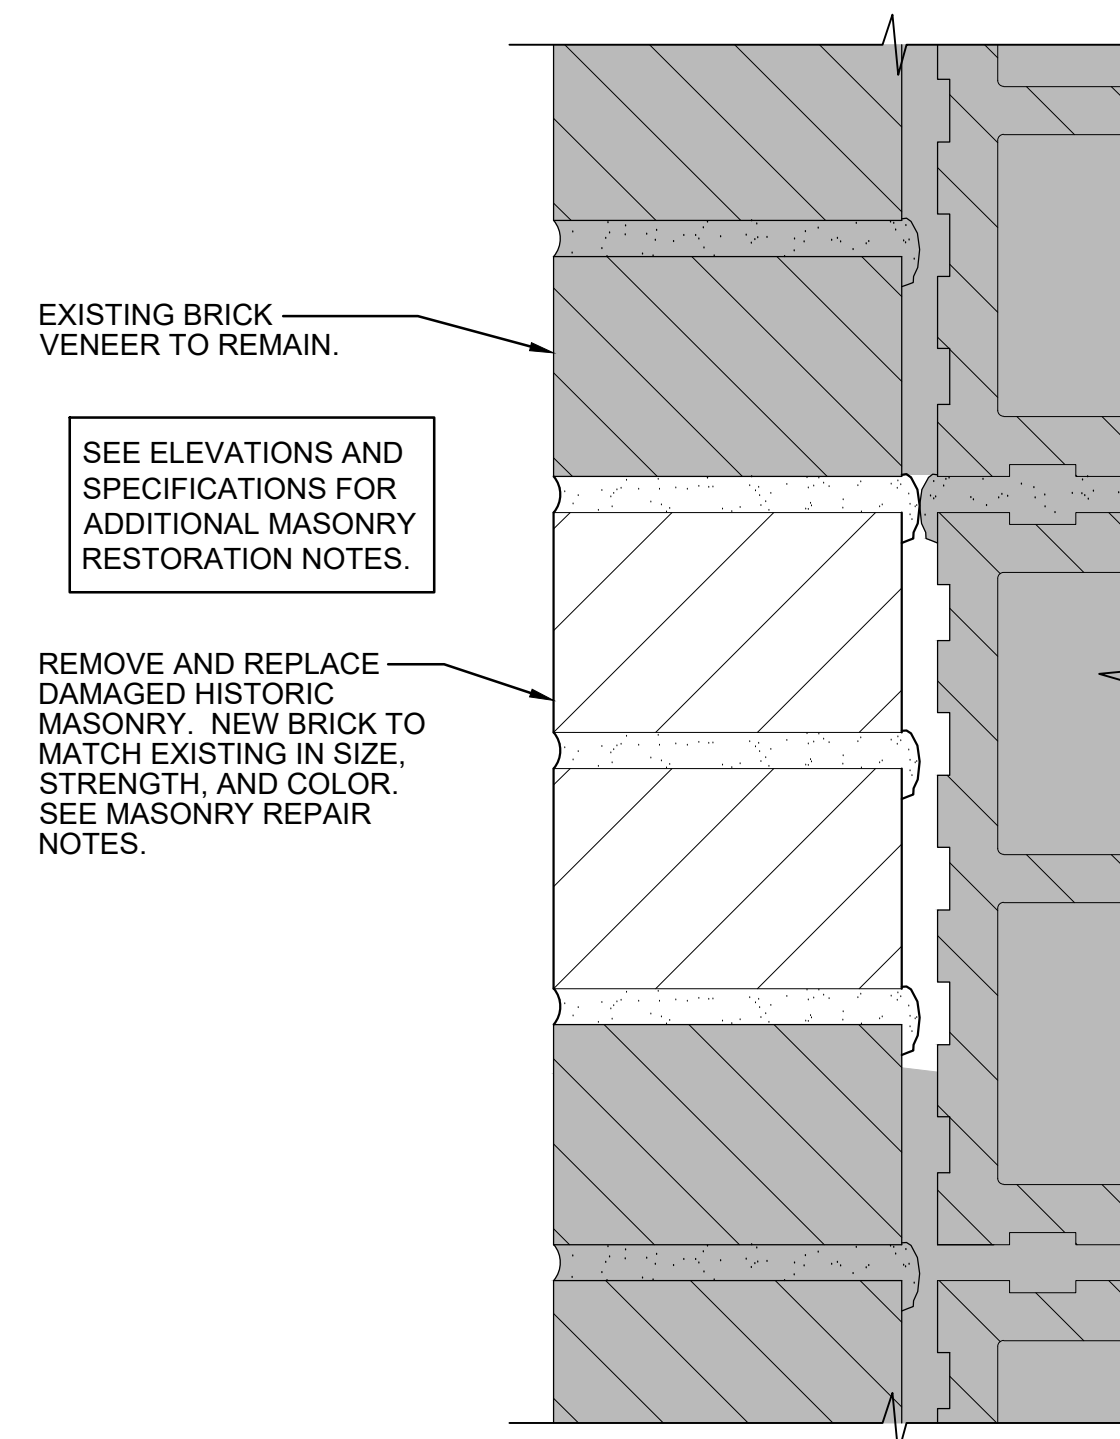 EXISTING BRICK
VENEER TO REMAIN.
SEE ELEVATIONS AND
SPECIFICATIONS FOR
ADDITIONAL MASONRY
RESTORATION NOTES.
REMOVE AND REPLACE
DAMAGED HISTORIC
MASONRY.  NEW BRICK TO
MATCH EXISTING IN SIZE,
STRENGTH, AND COLOR.
SEE MASONRY REPAIR
NOTES.